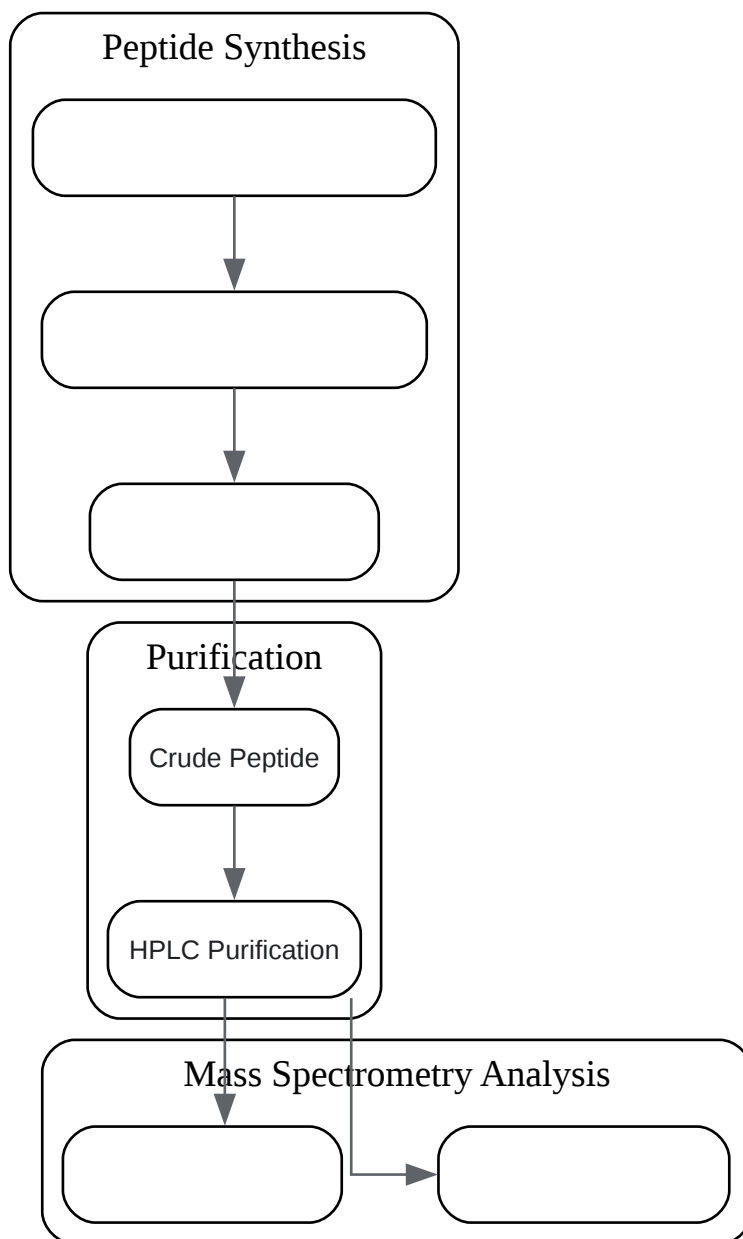 Peptide Synthesis
Purification
Crude Peptide
HPLC Purification
Mass Spectrometry Analysis